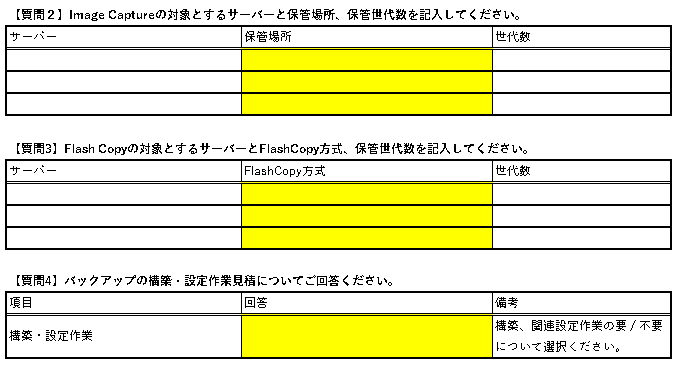 【質問２】Image Captureの対象とするサーバーと保管場所、保管世代数を記入してください。
サーバー 保管場所 世代数
【質問3】Flash Copyの対象とするサーバーとFlashCopy方式、保管世代数を記入してください。
サーバー FlashCopy方式 世代数
【質問4】バックアップの構築・設定作業見積についてご回答ください。
項目 回答 備考
構築・設定作業 構築、関連設定作業の要／不要
について選択ください。